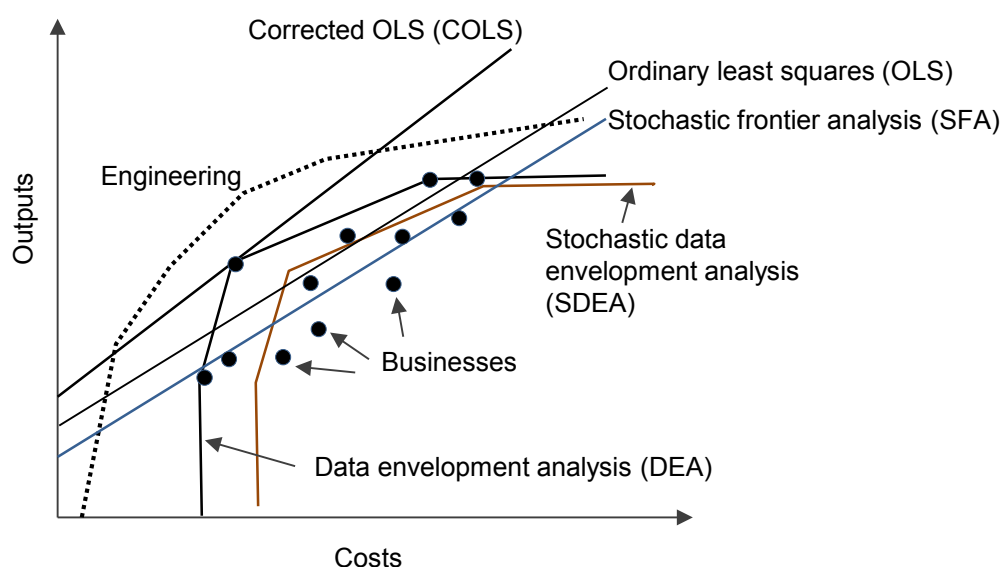 Corrected OLS (COLS)
Ordinary least squares (OLS)
Stochastic frontier analysis (SFA)
Engineering
Outputs
Stochastic data
envelopment analysis
(SDEA)
Businesses
Data envelopment analysis (DEA)
Costs